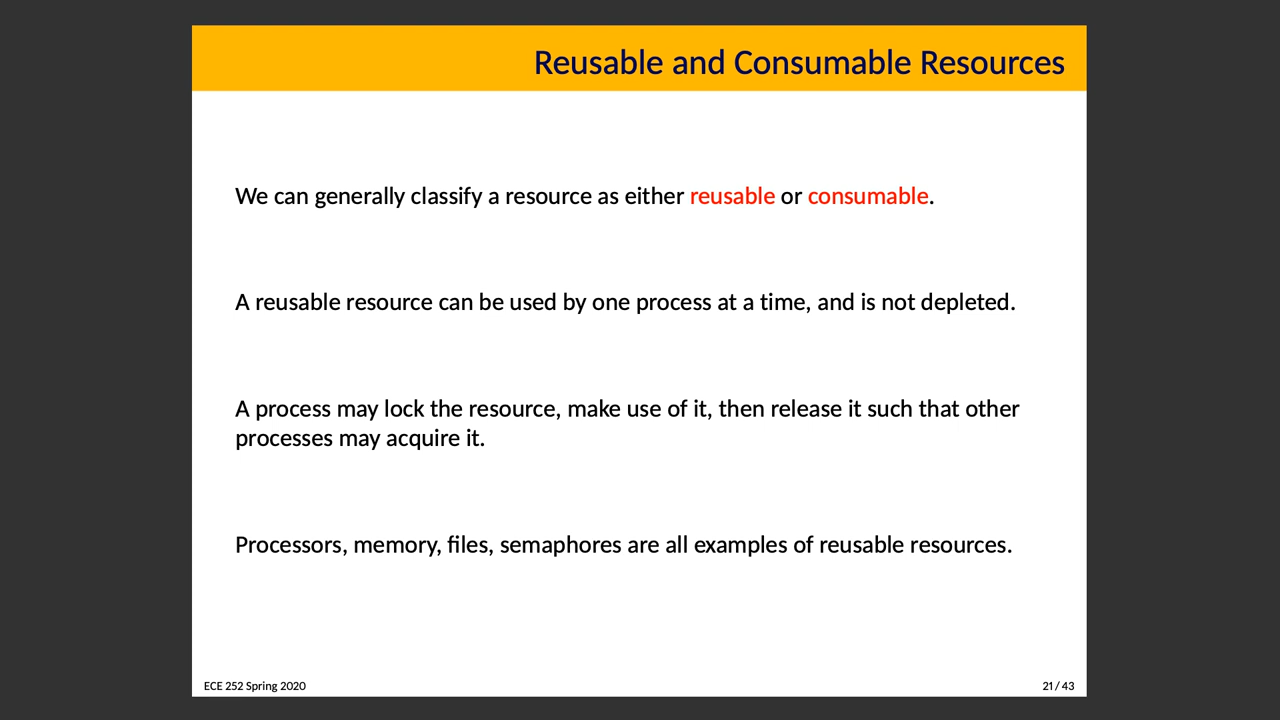 Reusable and Consumable Resources
We can generally classify a resource as either reusable or consumable.
A reusable resource can be used by one process at a time, and is not depleted.
A process may lock the resource, make use of it, then release it such that other
processes may acquire it.
Processors, memory, files, semaphores are all examples of reusable resources.
ECE 252 Spring 2020
21 / 43